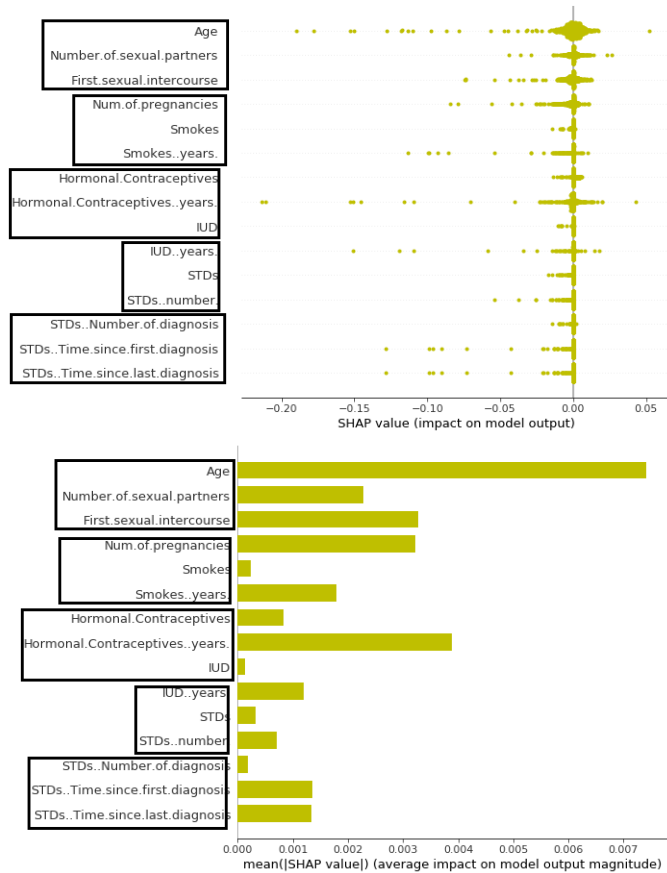 Age
Number.of.sexual.partners
First.sexual.intercourse
Num.of.pregnancies
Smokes
Smokes..years.
Hormonal.Contraceptives
Hormonal.Contraceptives..years.
IUD
IUD..years.
STDs
STDs..number.
STDs..Number.of.diagnosis
STDs..Time.since.first.diagnosis
STDs..Time.since.last.diagnosis
−0.20 −0.15 −0.10 −0.05 0.00 0.05
SHAP value (impact on model output)
Age
Number.of.sexual.partners
First.sexual.intercourse
Num.of.pregnancies
Smokes
Smokes..years.
Hormonal.Contraceptives
Hormonal.Contraceptives..years.
IUD
IUD..years.
STDs
STDs..number.
STDs..Number.of.diagnosis
STDs..Time.since.first.diagnosis
STDs..Time.since.last.diagnosis
0.000 0.001 0.002 0.003 0.004 0.005 0.006 0.007
mean(|SHAP value|) (average impact on model output magnitude)